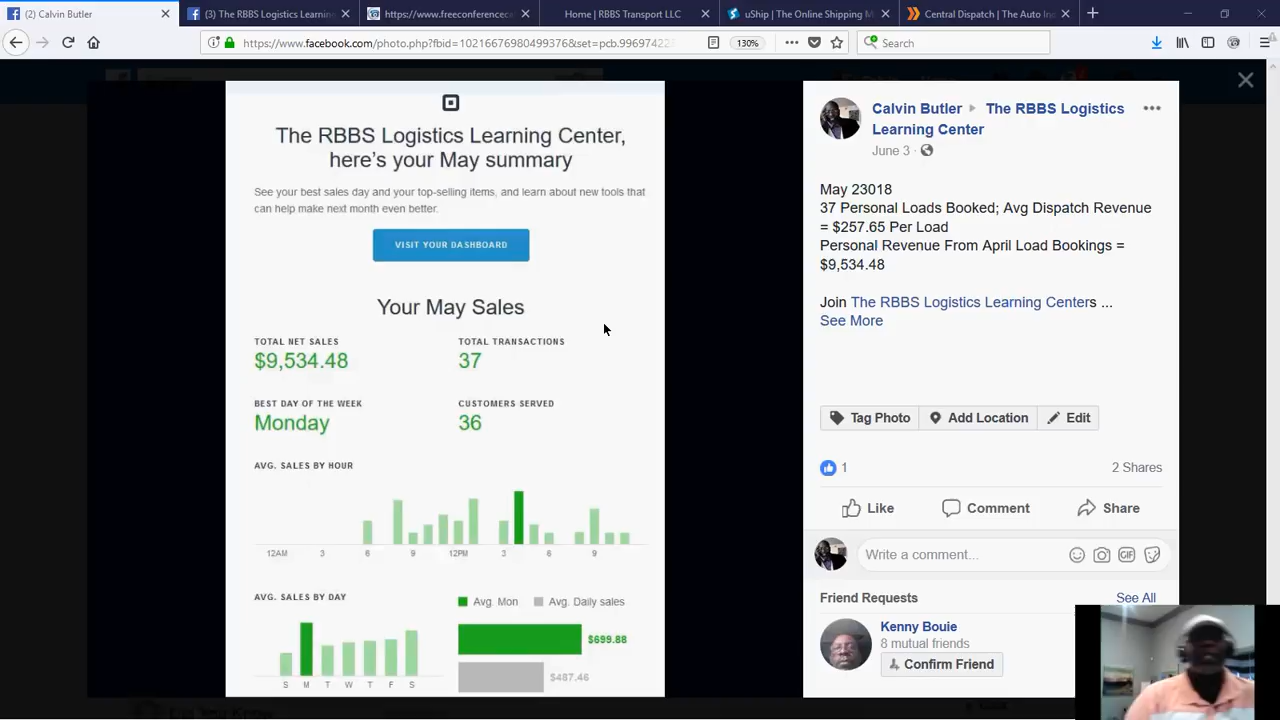 (2) Calvin Butler
(3) The RBBS Logistics Learnin
https://www.freeconferencece
Home | RBBS Transport LLC
uShip | The Online Shipping M
Central Dispatch | The Auto In
https://www.facebook.com/photo.php?fbid=10216676980499376&set=pcb.99697422
130%
Search
The RBBS Logistics Learning Center,
here's your May summary
See your best sales day and your top-selling items, and learn about new tools that
can help make next month even better.
VISIT YOUR DASHBOARD
Your May Sales
TOTAL NET SALES
$9,534.48
TOTAL TRANSACTIONS
37
BEST DAY OF THE WEEK
Monday
CUSTOMERS SERVED
36
AVG. SALES BY HOUR
12AM 3 6 9 12PM 3 6 9
AVG. SALES BY DAY
Avg. Mon Avg. Daily sales
$699.88
$487.46
S M T W T F S
Calvin Butler The RBBS Logistics
Learning Center
June 3
May 23018
37 Personal Loads Booked; Avg Dispatch Revenue
= $257.65 Per Load
Personal Revenue From April Load Bookings =
$9,534.48
Join The RBBS Logistics Learning Centers ...
See More
Tag Photo Add Location Edit
1
2 Shares
Like Comment Share
Write a comment...
GIF
Friend Requests
See All
Kenny Bouie
8 mutual friends
Confirm Friend